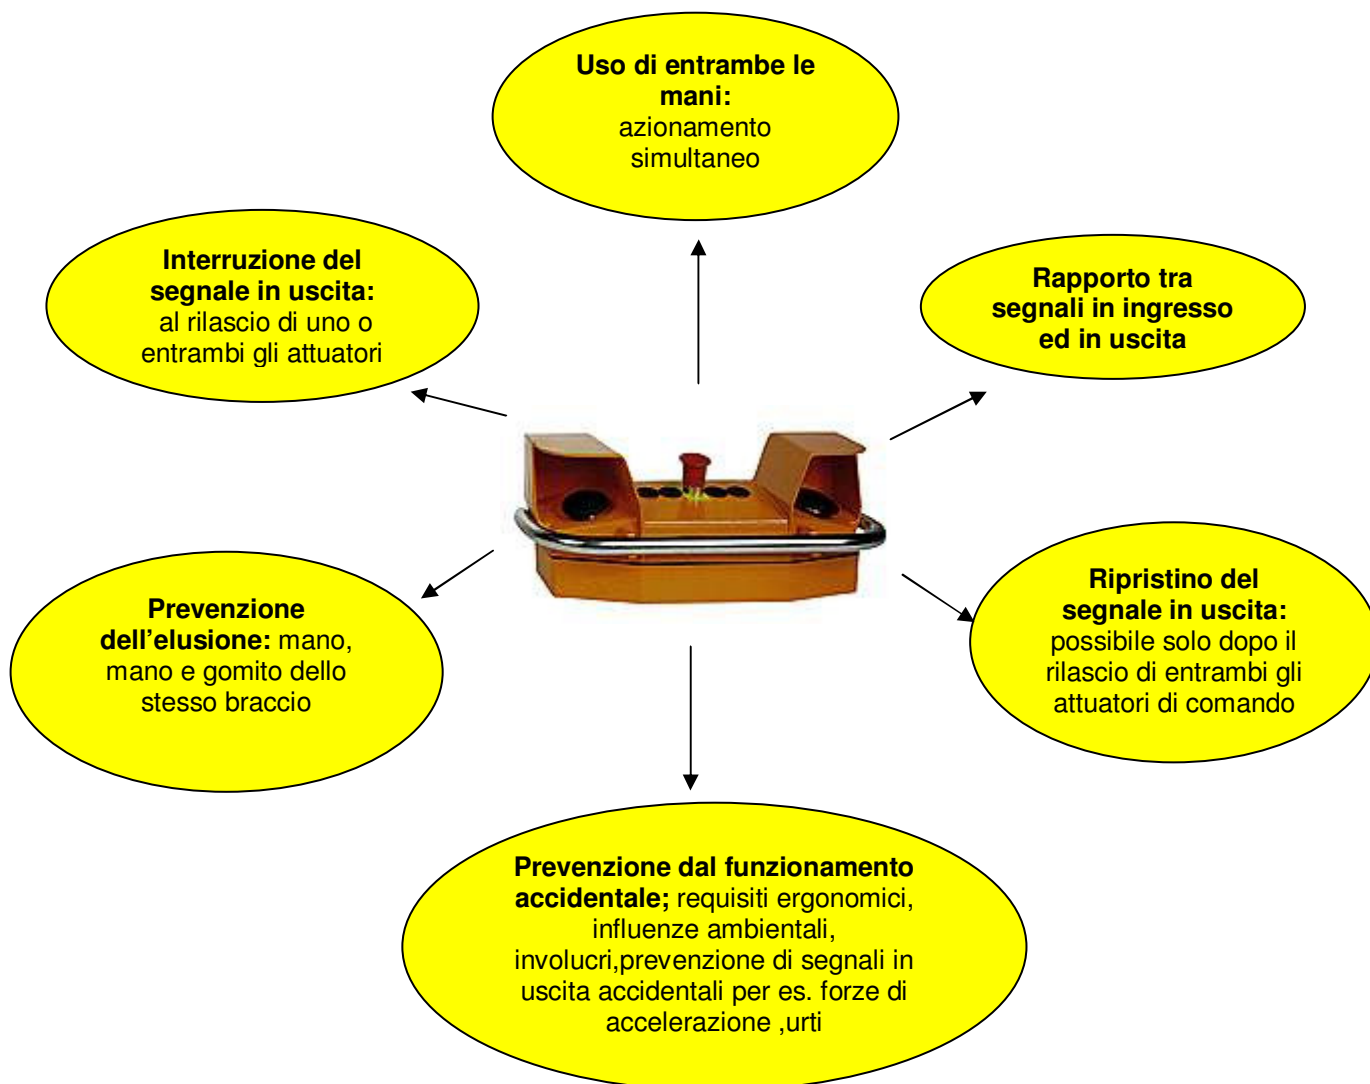 Uso di entrambe le
mani:
azionamento
simultaneo
Interruzione del
segnale in uscita:
al rilascio di uno o
entrambi gli attuatori
Rapporto tra
segnali in ingresso
ed in uscita
Prevenzione
dell’elusione: mano,
mano e gomito dello
stesso braccio
Ripristino del
segnale in uscita:
possibile solo dopo il
rilascio di entrambi gli
attuatori di comando
Prevenzione dal funzionamento
accidentale; requisiti ergonomici,
influenze ambientali,
involucri,prevenzione di segnali in
uscita accidentali per es. forze di
accelerazione ,urti